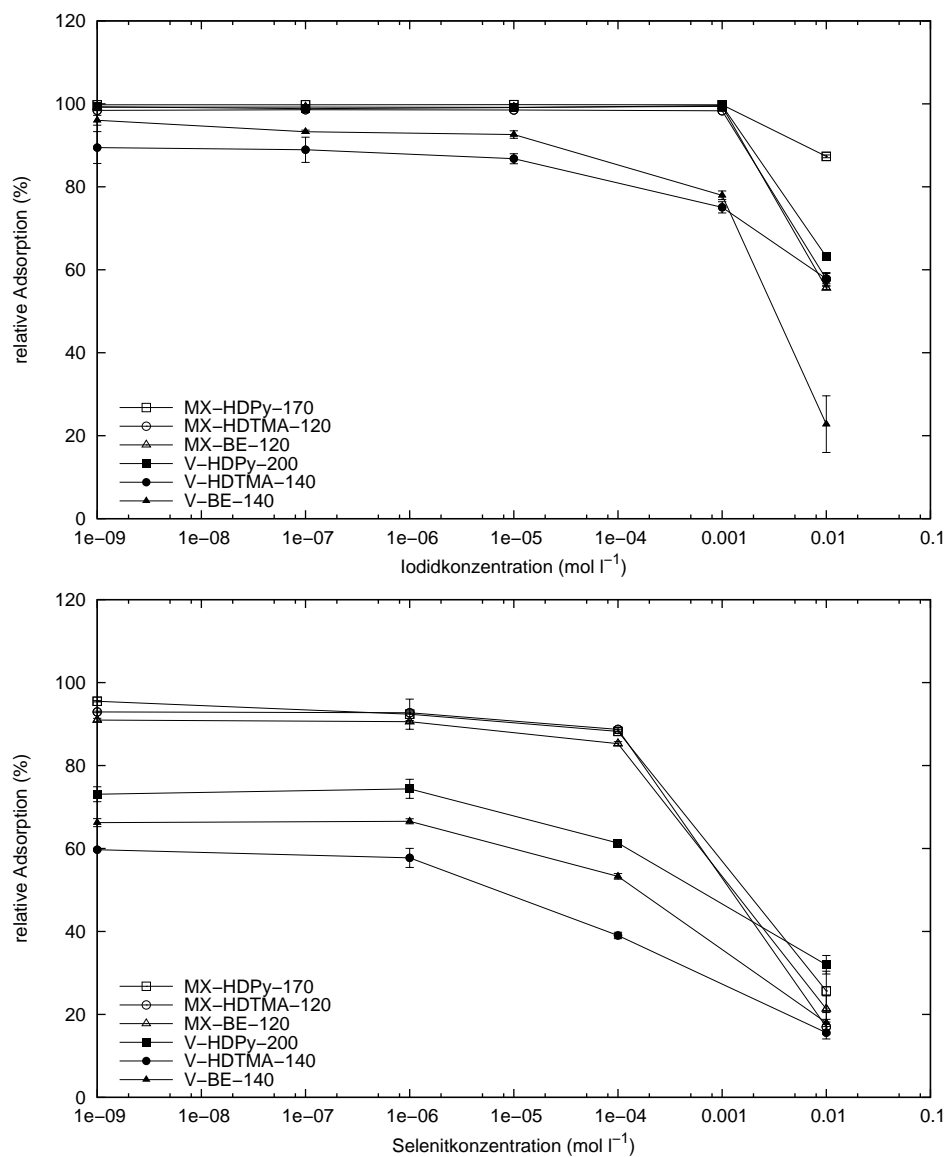 120
100
80
60
40
20
0
relative Adsorption (%)
MX−HDPy−170
MX−HDTMA−120
MX−BE−120
V−HDPy−200
V−HDTMA−140
V−BE−140
1e−09 1e−08 1e−07 1e−06 1e−05 1e−04 0.001 0.01 0.1
Iodidkonzentration (mol l⁻¹)
120
100
80
60
40
20
0
relative Adsorption (%)
MX−HDPy−170
MX−HDTMA−120
MX−BE−120
V−HDPy−200
V−HDTMA−140
V−BE−140
1e−09 1e−08 1e−07 1e−06 1e−05 1e−04 0.001 0.01 0.1
Selenitkonzentration (mol l⁻¹)